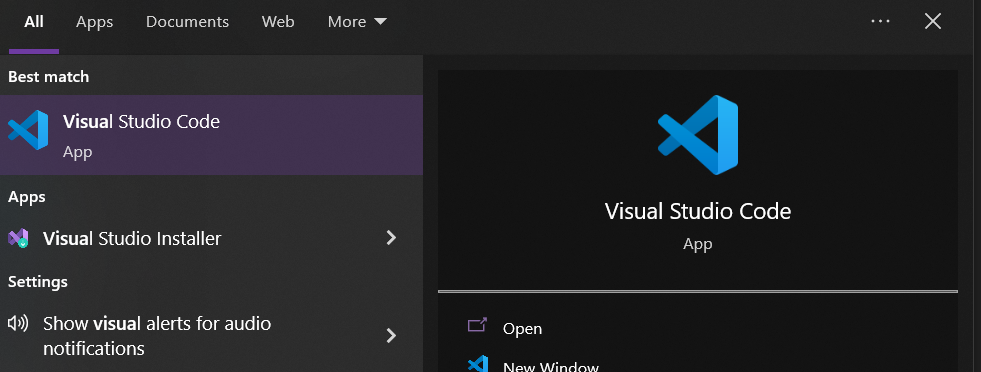 All Apps Documents Web More
Best match
Visual Studio Code
App
Apps
Visual Studio Installer
Settings
Show visual alerts for audio
notifications
Visual Studio Code
App
Open
New Window